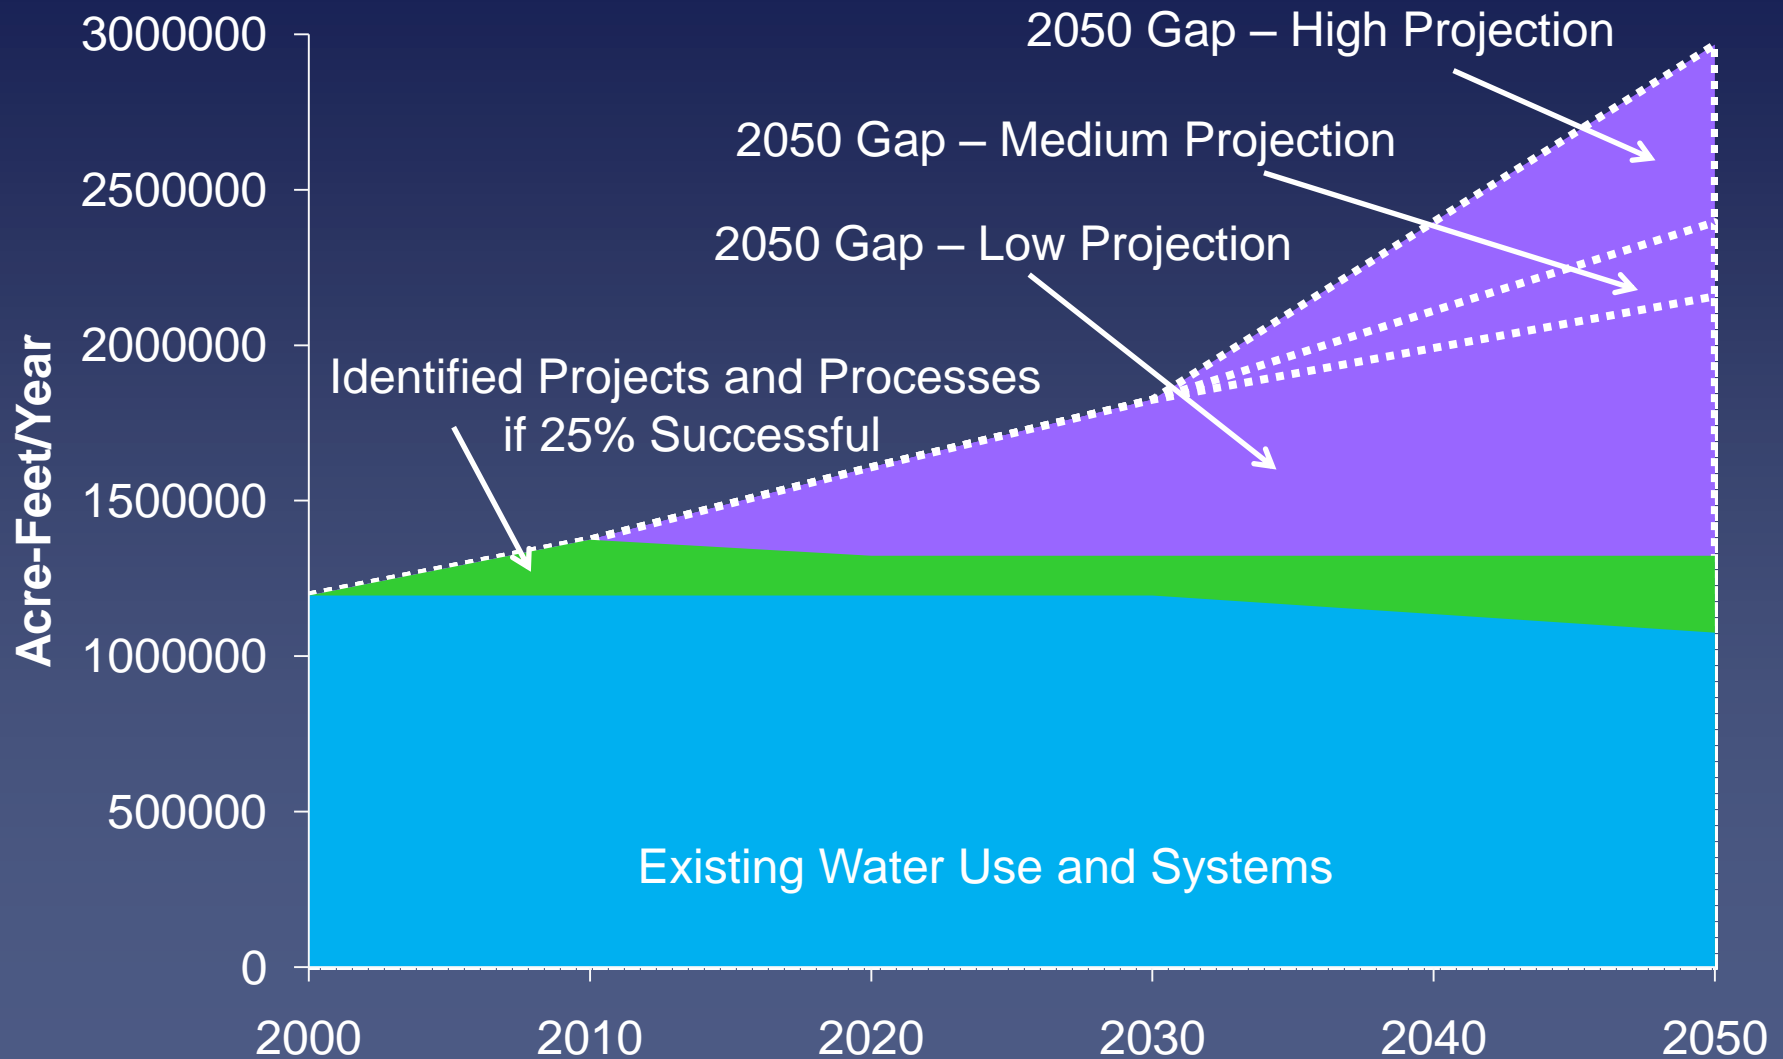 3000000
2500000
2000000
1500000
1000000
500000
0
Acre-Feet/Year
2050 Gap – High Projection
2050 Gap – Medium Projection
2050 Gap – Low Projection
Identified Projects and Processes
if 25% Successful
Existing Water Use and Systems
2000 2010 2020 2030 2040 2050